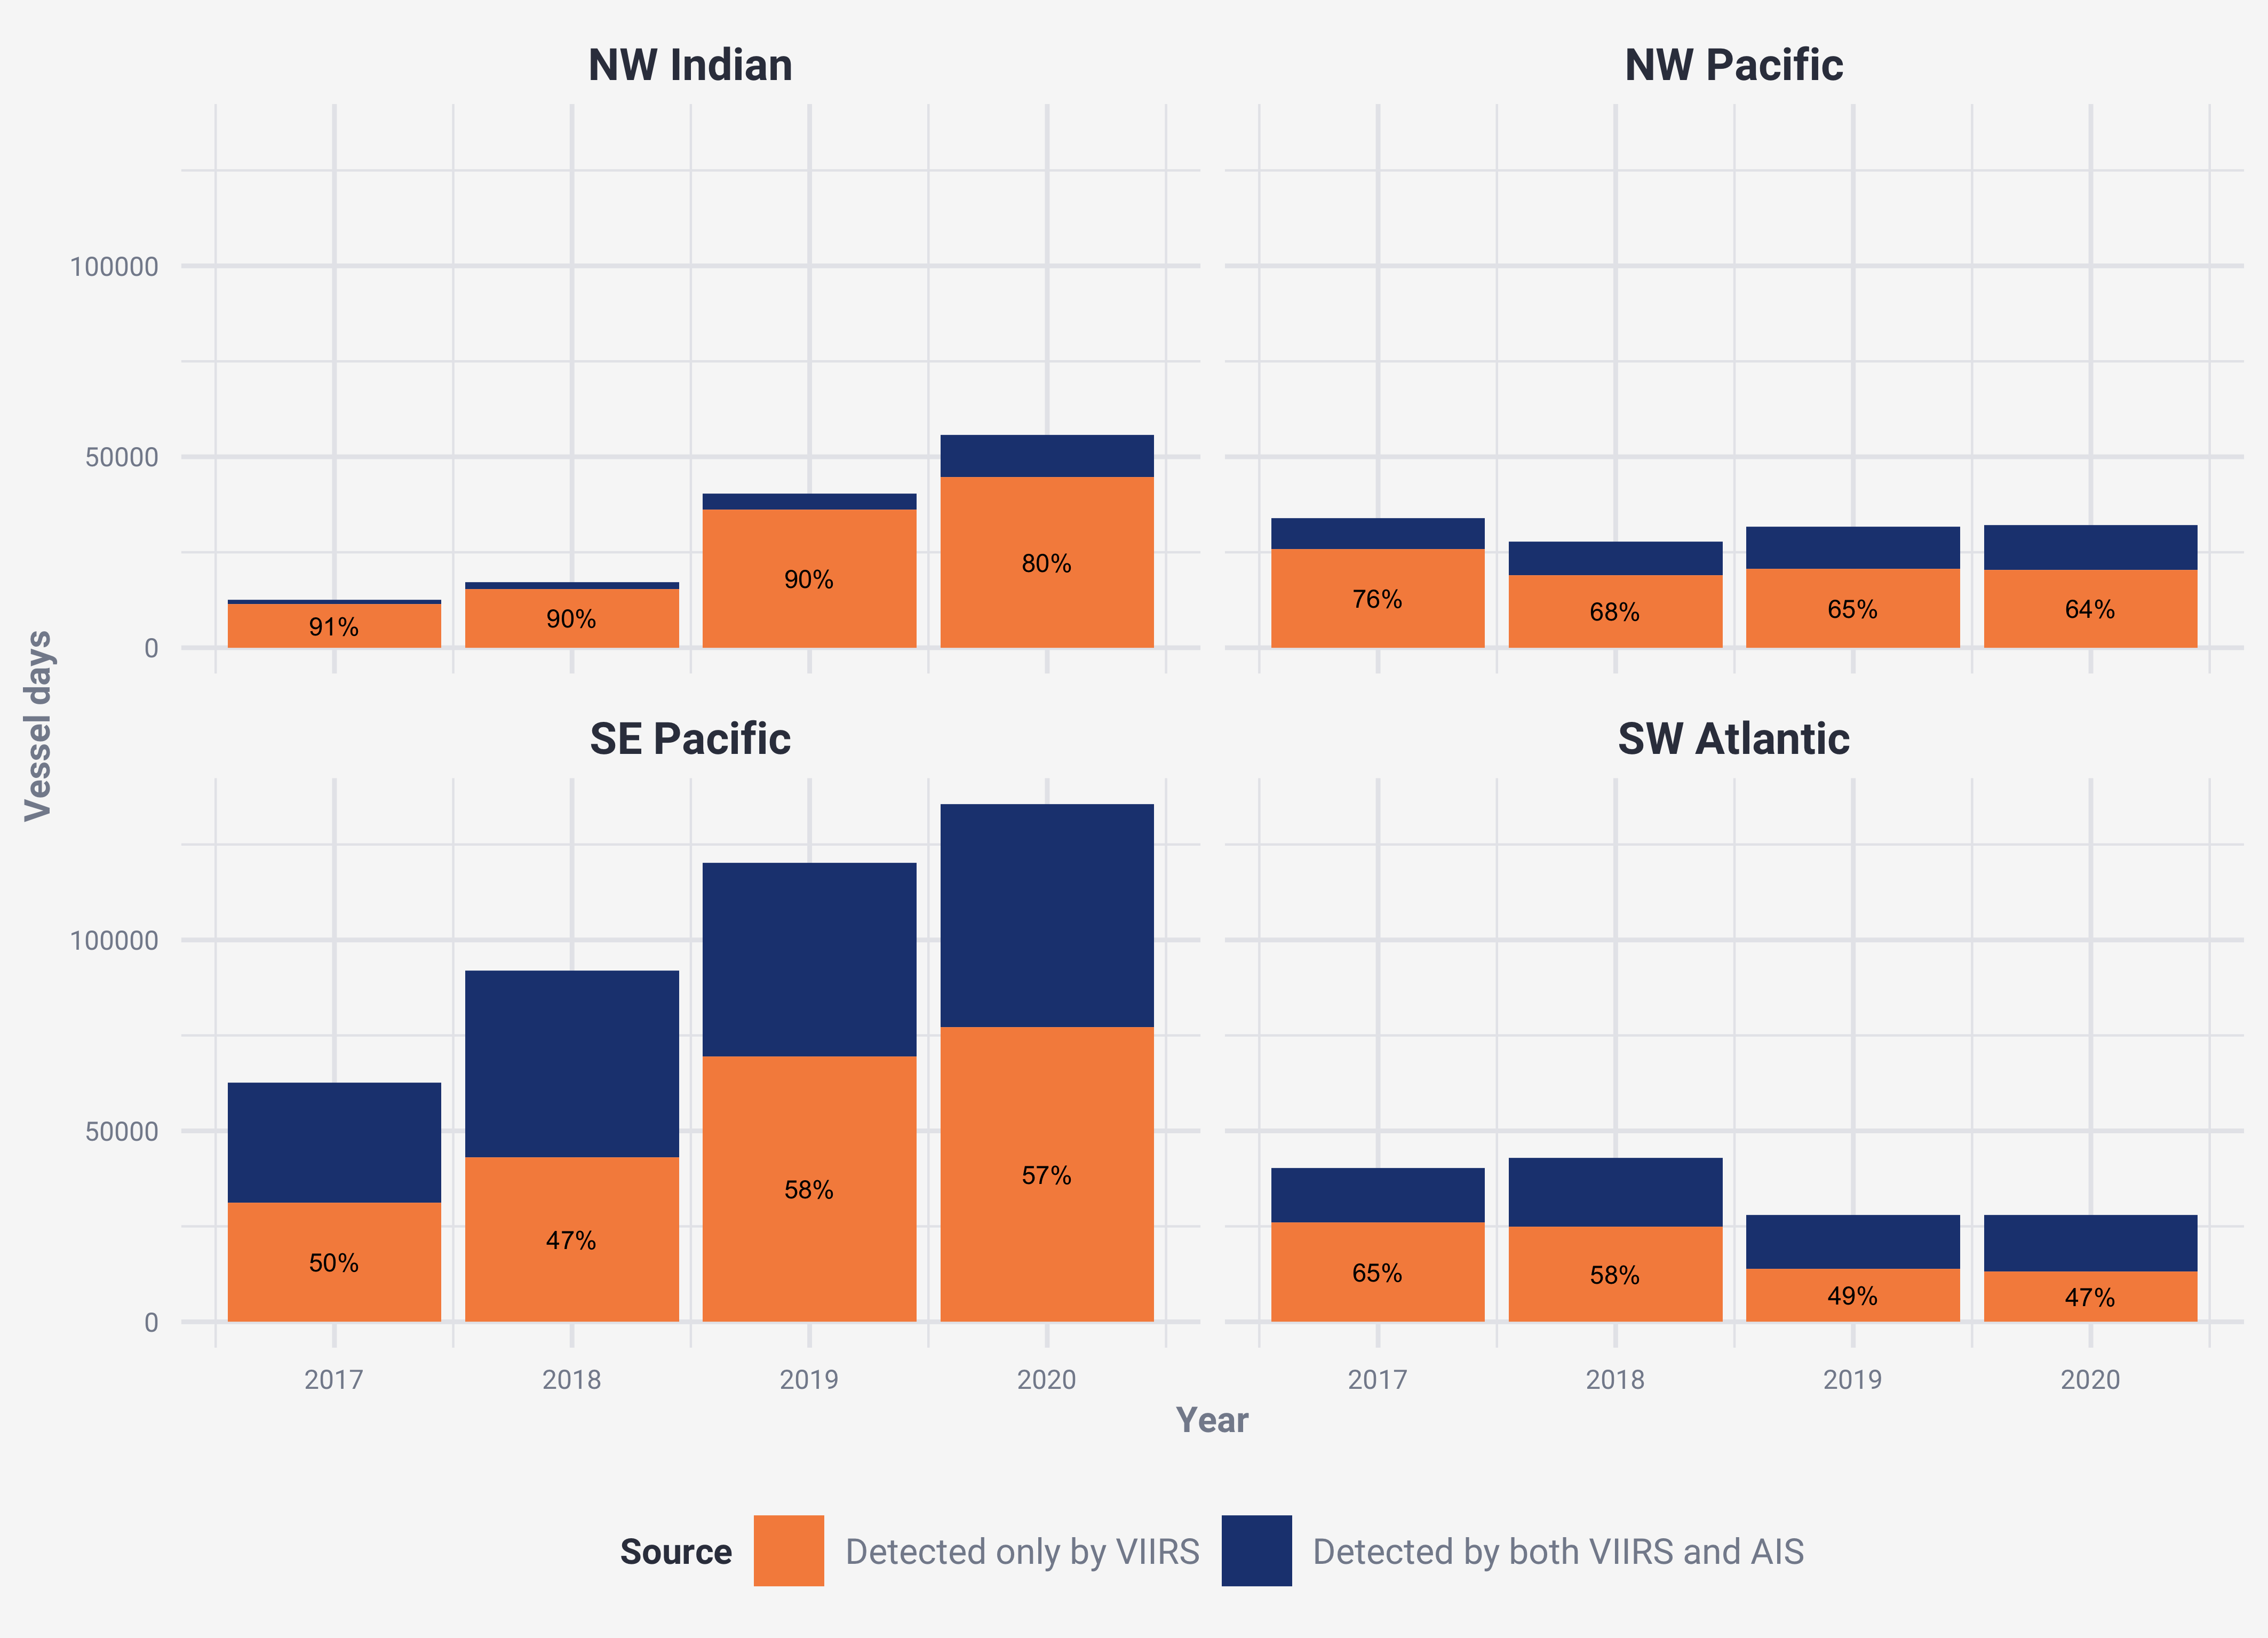 NW Indian
NW Pacific
100000
50000
0
91%
90%
90%
80%
76%
68%
65%
64%
Vessel days
SE Pacific
SW Atlantic
100000
50000
0
50%
47%
58%
57%
65%
58%
49%
47%
2017 2018 2019 2020
2017 2018 2019 2020
Year
Source Detected only by VIIRS Detected by both VIIRS and AIS